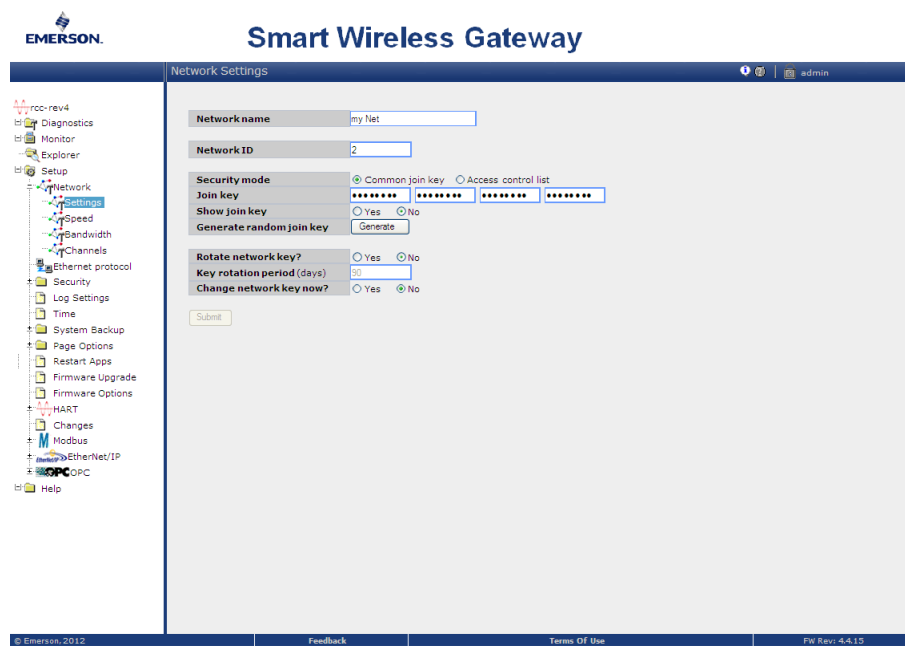 EMERSON.
Smart Wireless Gateway
Network Settings
admin
rcc-rev4
Diagnostics
Monitor
Explorer
Setup
Network
Settings
Speed
Bandwidth
Channels
Ethernet protocol
Security
Log Settings
Time
System Backup
Page Options
Restart Apps
Firmware Upgrade
Firmware Options
HART
Changes
Modbus
EtherNet/IP EtherNet/IP
OPC OPC
Help
Network name my Net
Network ID 2
Security mode Common join key Access control list
Join key •••••••• •••••••• •••••••• ••••••••
Show join key Yes No
Generate random join key Generate
Rotate network key? Yes No
Key rotation period (days) 90
Change network key now? Yes No
Submit
© Emerson, 2012 Feedback Terms Of Use FW Rev: 4.4.15